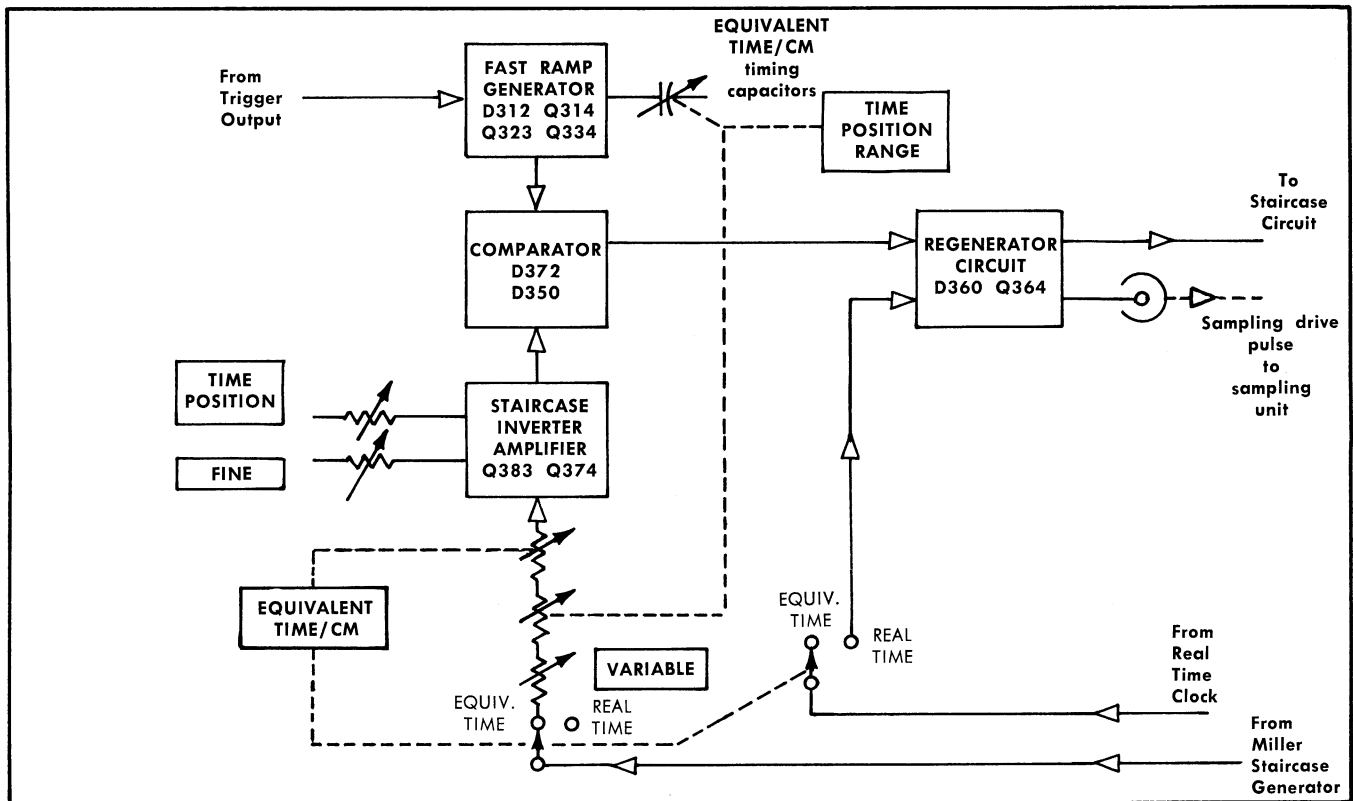 EQUIVALENT
TIME/CM
timing
capacitors
From
Trigger
Output
FAST RAMP
GENERATOR
D312 Q314
Q323 Q334
TIME
POSITION
RANGE
To
Staircase
Circuit
COMPARATOR
D372
D350
REGENERATOR
CIRCUIT
D360 Q364
Sampling drive
pulse
to
sampling
unit
TIME
POSITION
FINE
STAIRCASE
INVERTER
AMPLIFIER
Q383 Q374
EQUIVALENT
TIME/CM
VARIABLE
EQUIV.
TIME
REAL
TIME
EQUIV.
TIME
REAL
TIME
From
Real
Time
Clock
From
Miller
Staircase
Generator